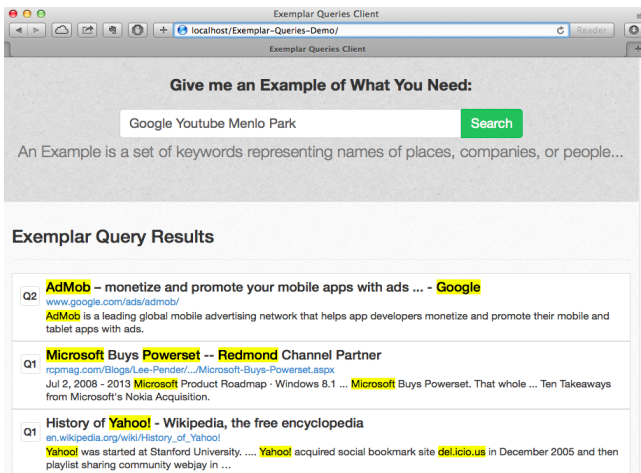 Exemplar Queries Client
localhost/Exemplar-Queries-Demo/
Reader
Exemplar Queries Client
Give me an Example of What You Need:
Google Youtube Menlo Park
Search
An Example is a set of keywords representing names of places, companies, or people...
Exemplar Query Results
Q2
AdMob – monetize and promote your mobile apps with ads ... - Google
www.google.com/ads/admob/
AdMob is a leading global mobile advertising network that helps app developers monetize and promote their mobile and
tablet apps with ads.
Q1
Microsoft Buys Powerset -- Redmond Channel Partner
rcpmag.com/Blogs/Lee-Pender/.../Microsoft-Buys-Powerset.aspx
Jul 2, 2008 - 2013 Microsoft Product Roadmap · Windows 8.1 ... Microsoft Buys Powerset. That whole ... Ten Takeaways
from Microsoft's Nokia Acquisition.
Q1
History of Yahoo! - Wikipedia, the free encyclopedia
en.wikipedia.org/wiki/History_of_Yahoo!
Yahoo! was started at Stanford University. .... Yahoo! acquired social bookmark site del.icio.us in December 2005 and then
playlist sharing community webjay in …